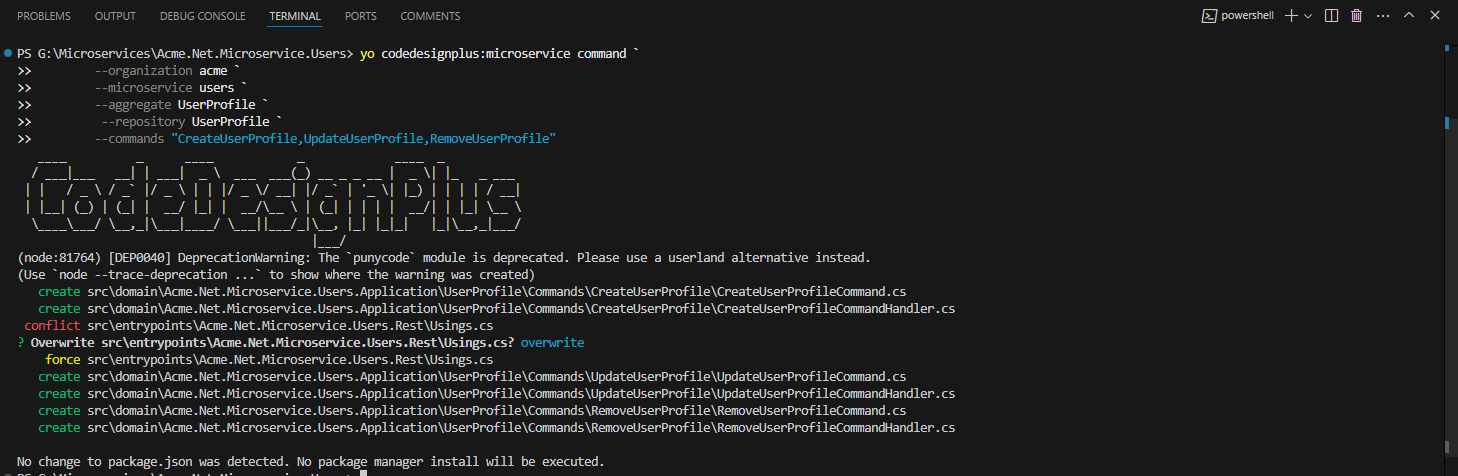 PROBLEMS OUTPUT DEBUG CONSOLE TERMINAL PORTS COMMENTS powershell
PS G:\Microservices\Acme.Net.Microservice.Users> yo codedesignplus:microservice command `
>> --organization acme `
>> --microservice users `
>> --aggregate UserProfile `
>> --repository UserProfile `
>> --commands "CreateUserProfile,UpdateUserProfile,RemoveUserProfile"
CodeDesignPlus
(node:81764) [DEP0040] DeprecationWarning: The `punycode` module is deprecated. Please use a userland alternative instead.
(Use `node --trace-deprecation ...` to show where the warning was created)
create src\domain\Acme.Net.Microservice.Users.Application\UserProfile\Commands\CreateUserProfile\CreateUserProfileCommand.cs
create src\domain\Acme.Net.Microservice.Users.Application\UserProfile\Commands\CreateUserProfile\CreateUserProfileCommandHandler.cs
conflict src\entrypoints\Acme.Net.Microservice.Users.Rest\Usings.cs
? Overwrite src\entrypoints\Acme.Net.Microservice.Users.Rest\Usings.cs? overwrite
force src\entrypoints\Acme.Net.Microservice.Users.Rest\Usings.cs
create src\domain\Acme.Net.Microservice.Users.Application\UserProfile\Commands\UpdateUserProfile\UpdateUserProfileCommand.cs
create src\domain\Acme.Net.Microservice.Users.Application\UserProfile\Commands\UpdateUserProfile\UpdateUserProfileCommandHandler.cs
create src\domain\Acme.Net.Microservice.Users.Application\UserProfile\Commands\RemoveUserProfile\RemoveUserProfileCommand.cs
create src\domain\Acme.Net.Microservice.Users.Application\UserProfile\Commands\RemoveUserProfile\RemoveUserProfileCommandHandler.cs
No change to package.json was detected. No package manager install will be executed.